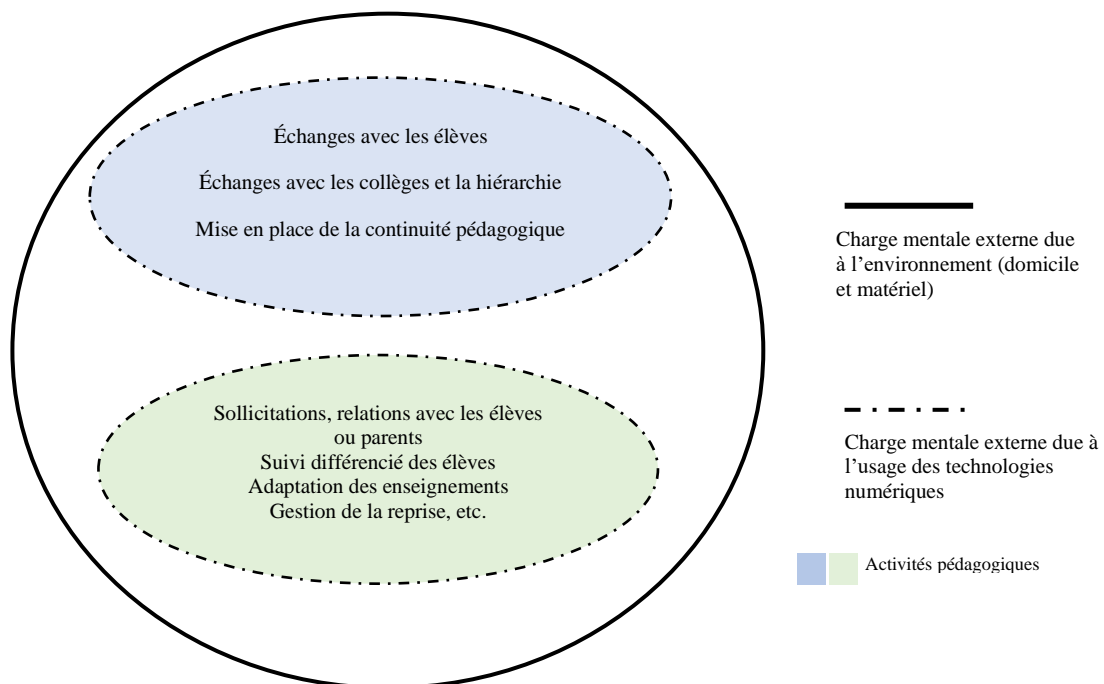 Échanges avec les élèves
Échanges avec les collèges et la hiérarchie
Mise en place de la continuité pédagogique
Sollicitations, relations avec les élèves
ou parents
Suivi différencié des élèves
Adaptation des enseignements
Gestion de la reprise, etc.
Charge mentale externe due
à l’environnement (domicile
et matériel)
Charge mentale externe due à
l’usage des technologies
numériques
Activités pédagogiques